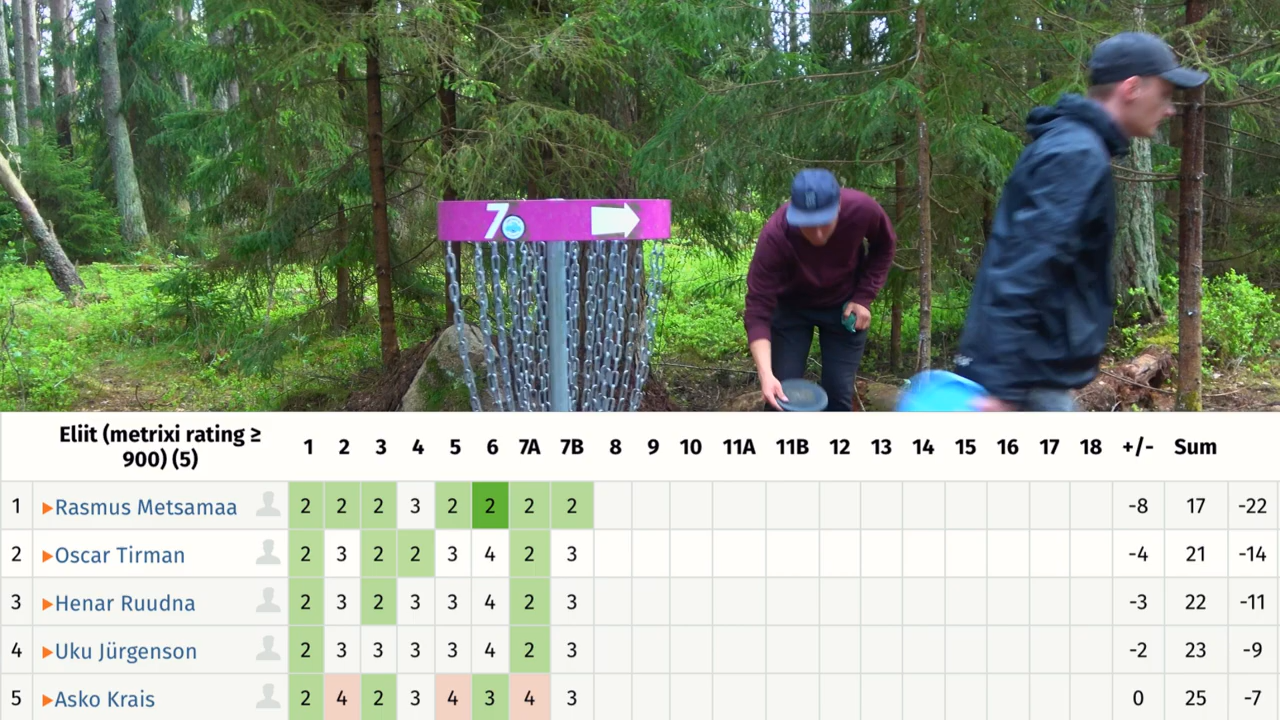 7
Eliit (metrixi rating ≥
900) (5) 1 2 3 4 5 6 7A 7B 8 9 10 11A 11B 12 13 14 15 16 17 18 +/- Sum
1 Rasmus Metsamaa 2 2 2 3 2 2 2 2 -8 17 -22
2 Oscar Tirman 2 3 2 2 3 4 2 3 -4 21 -14
3 Henar Ruudna 2 3 2 3 3 4 2 3 -3 22 -11
4 Uku Jürgenson 2 3 3 3 3 4 2 3 -2 23 -9
5 Asko Krais 2 4 2 3 4 3 4 3 0 25 -7